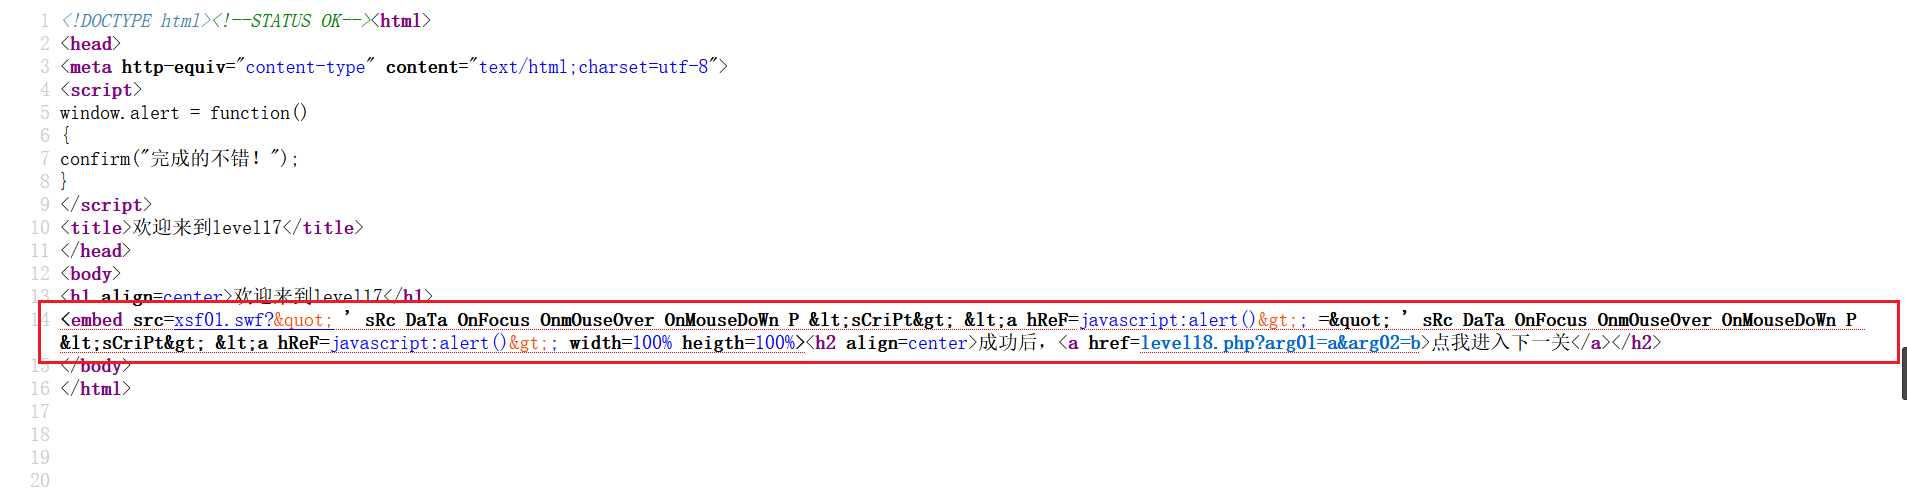 1 <!DOCTYPE html><!--STATUS OK--><html>
2 <head>
3 <meta http-equiv="content-type" content="text/html;charset=utf-8">
4 <script>
5 window.alert = function()
6 {
7 confirm("完成的不错！");
8 }
9 </script>
10 <title>欢迎来到level17</title>
11 </head>
12 <body>
13 <h1 align=center>欢迎来到level17</h1>
14 <embed src=xsf01.swf?&quot; ' sRc DaTa OnFocus OnmOuseOver OnMouseDoWn P &lt;sCriPt&gt; &lt;a hReF=javascript:alert()&gt;; =&quot; ' sRc DaTa OnFocus OnmOuseOver OnMouseDoWn P
&lt;sCriPt&gt; &lt;a hReF=javascript:alert()&gt;; width=100% heigth=100%><h2 align=center>成功后，<a href=level18.php?arg01=a&arg02=b>点我进入下一关</a></h2>
15 </body>
16 </html>
17
18
19
20